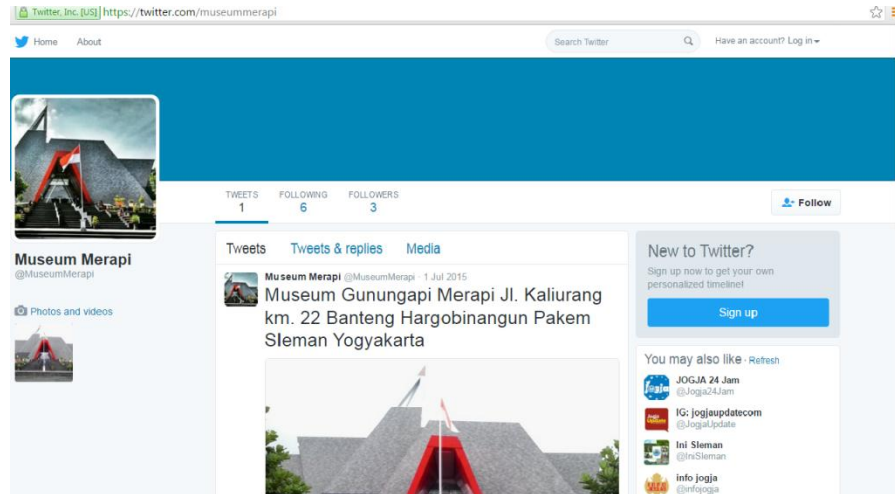 Twitter, Inc. [US] https://twitter.com/museummerapi
Home About Search Twitter Have an account? Log in
TWEETS FOLLOWING FOLLOWERS
1 6 3
Follow
Museum Merapi
@MuseumMerapi
Photos and videos
Tweets Tweets & replies Media
Museum Merapi @MuseumMerapi · 1 Jul 2015
Museum Gunungapi Merapi Jl. Kaliurang
km. 22 Banteng Hargobinangun Pakem
Sleman Yogyakarta
New to Twitter?
Sign up now to get your own
personalized timeline!
Sign up
You may also like · Refresh
JOGJA 24 Jam
@Jogja24Jam
IG: jogjaupdatecom
@JogjaUpdate
Ini Sleman
@IniSleman
info jogja
@infojogja